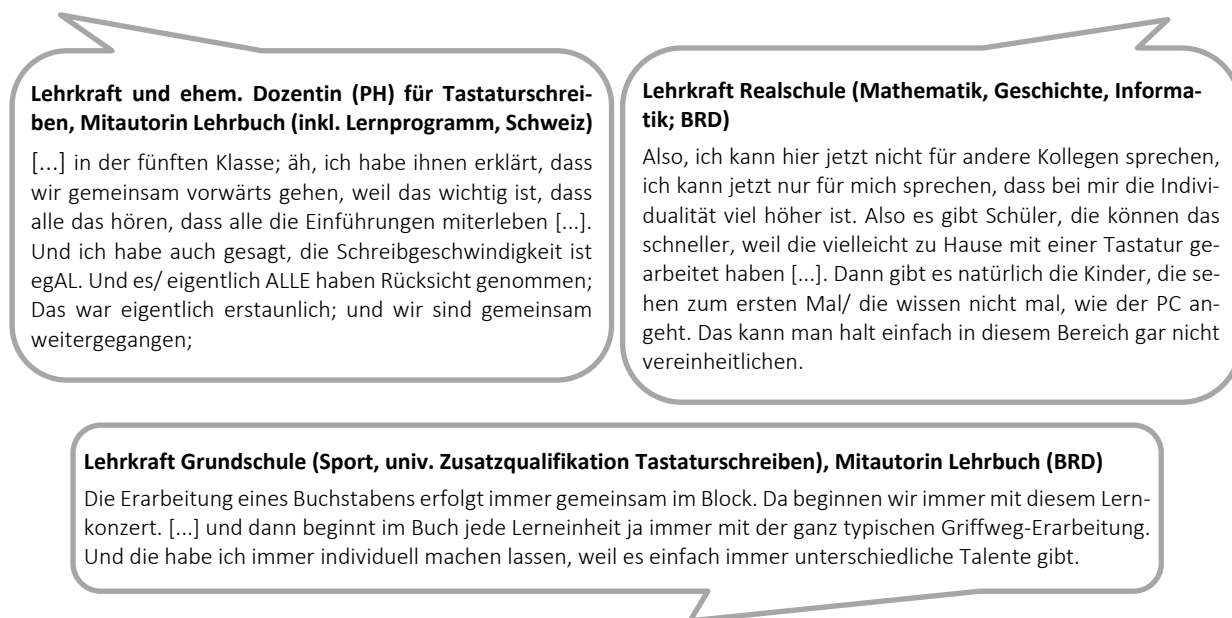 Lehrkraft und ehem. Dozentin (PH) für Tastaturschrei-
ben, Mitautorin Lehrbuch (inkl. Lernprogramm, Schweiz)
[...] in der fünften Klasse; äh, ich habe ihnen erklärt, dass
wir gemeinsam vorwärts gehen, weil das wichtig ist, dass
alle das hören, dass alle die Einführungen miterleben [...].
Und ich habe auch gesagt, die Schreibgeschwindigkeit ist
egAL. Und es/ eigentlich ALLE haben Rücksicht genommen;
Das war eigentlich erstaunlich; und wir sind gemeinsam
weitergegangen;
Lehrkraft Realschule (Mathematik, Geschichte, Informa-
tik; BRD)
Also, ich kann hier jetzt nicht für andere Kollegen sprechen,
ich kann jetzt nur für mich sprechen, dass bei mir die Indivi-
dualität viel höher ist. Also es gibt Schüler, die können das
schneller, weil die vielleicht zu Hause mit einer Tastatur ge-
arbeitet haben [...]. Dann gibt es natürlich die Kinder, die se-
hen zum ersten Mal/ die wissen nicht mal, wie der PC an-
geht. Das kann man halt einfach in diesem Bereich gar nicht
vereinheitlichen.
Lehrkraft Grundschule (Sport, univ. Zusatzqualifikation Tastaturschreiben), Mitautorin Lehrbuch (BRD)
Die Erarbeitung eines Buchstabens erfolgt immer gemeinsam im Block. Da beginnen wir immer mit diesem Lern-
konzert. [...] und dann beginnt im Buch jede Lerneinheit ja immer mit der ganz typischen Griffweg-Erarbeitung.
Und die habe ich immer individuell machen lassen, weil es einfach immer unterschiedliche Talente gibt.